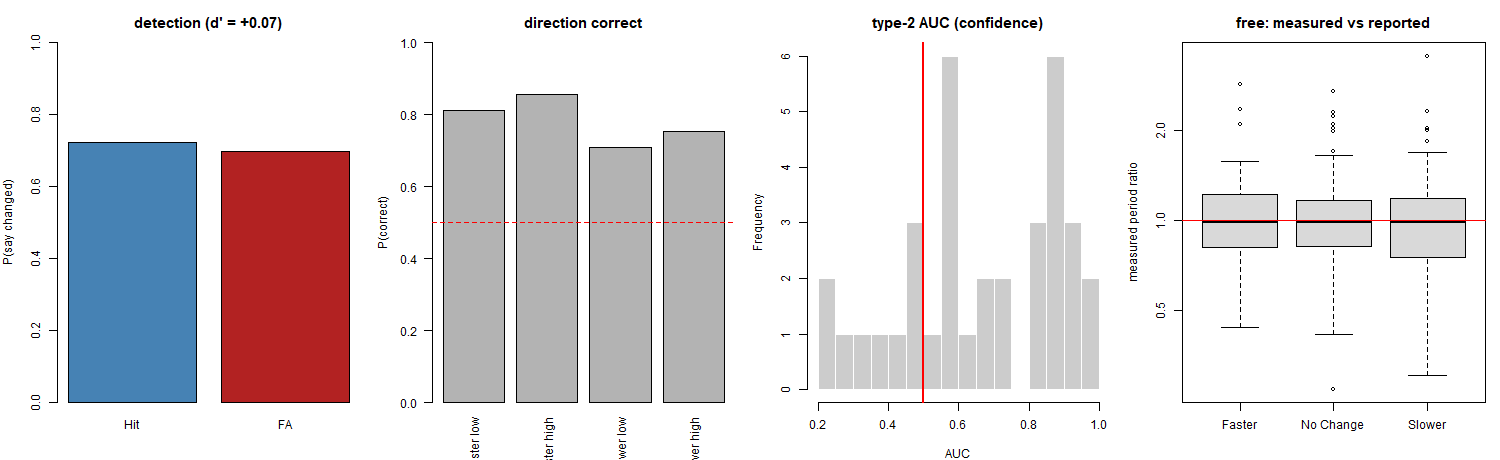 detection (d' = +0.07)
P(say changed)
0.0 0.2 0.4 0.6 0.8 1.0
Hit FA
direction correct
P(correct)
0.0 0.2 0.4 0.6 0.8 1.0
ster low
ster high
wer low
ver high
type-2 AUC (confidence)
Frequency
0 1 2 3 4 5 6
0.2 0.4 0.6 0.8 1.0
AUC
free: measured vs reported
measured period ratio
0.5 1.0 2.0
Faster No Change Slower